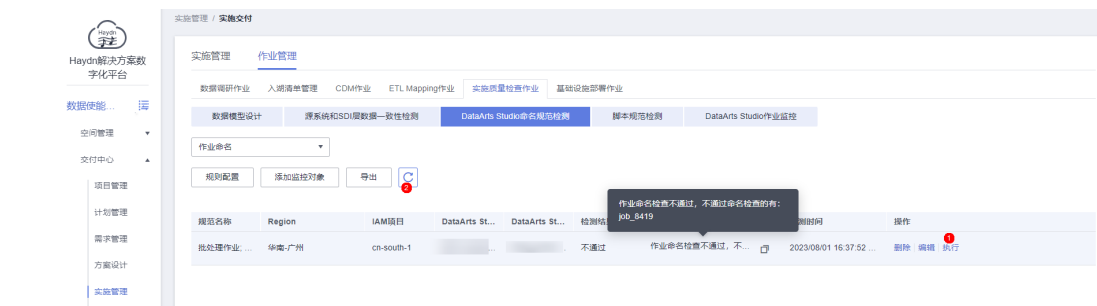 实施管理 / 实施交付
Haydn
Haydn解决方案数
字化平台
数据使能...
空间管理
交付中心
项目管理
计划管理
需求管理
方案设计
实施管理
实施管理 作业管理
数据调研作业 入湖清单管理 CDM作业 ETL Mapping作业 实施质量检查作业 基础设施部署作业
数据模型设计 源系统和SDI层数据一致性检测 DataArts Studio命名规范检测 脚本规范检测 DataArts Studio作业监控
作业命名
规则配置 添加监控对象 导出
2
作业命名检查不通过，不通过命名检查的有：
job_8419
规范名称 Region IAM项目 DataArts St... DataArts St... 检测结 测时间 操作
批处理作业; ... 华南-广州 cn-south-1 不通过 作业命名检查不通过，不... 2023/08/01 16:37:52 ... 删除 编辑 执行
1